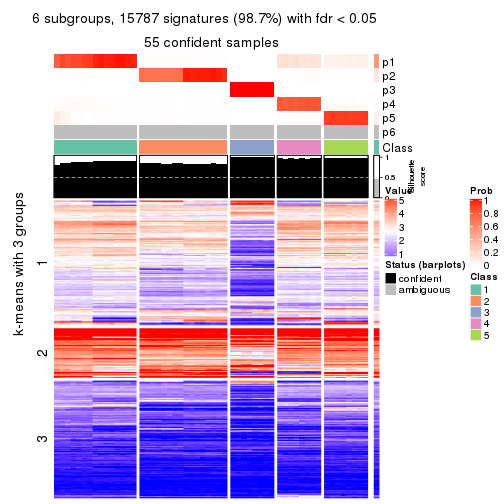 6 subgroups, 15787 signatures (98.7%) with fdr < 0.05
55 confident samples
p1
p2
p3
p4
p5
p6
Class
1
0.5
0
Silhouette
score
k-means with 3 groups
1
2
3
Value
5
4
3
2
1
Status (barplots)
confident
ambiguous
Prob
1
0.8
0.6
0.4
0.2
0
Class
1
2
3
4
5